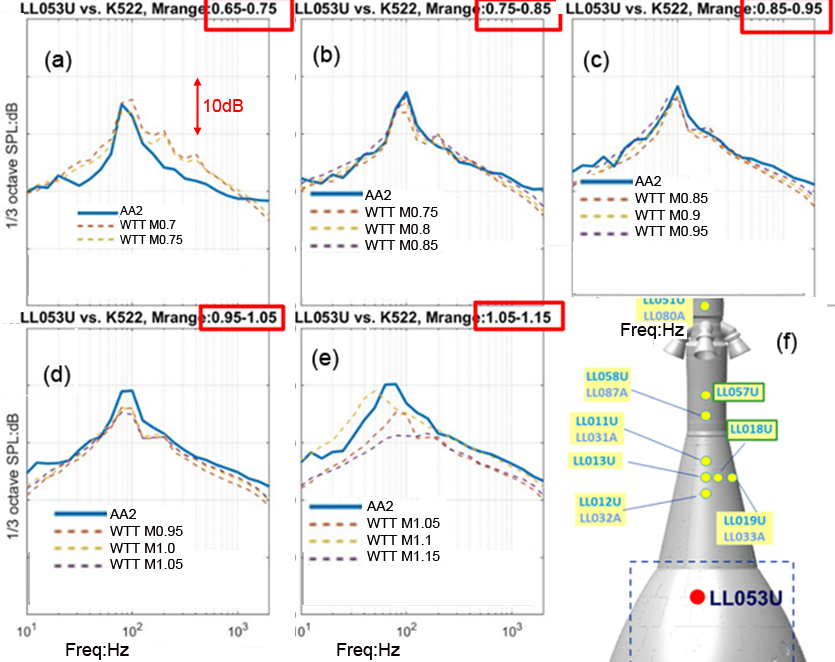 LL053U vs. K522, Mrange:0.65-0.75
LL053U vs. K522, Mrange:0.75-0.85
LL053U vs. K522, Mrange:0.85-0.95
(a)
(b)
(c)
10dB
1/3 octave SPL:dB
AA2
WTT M0.7
WTT M0.75
AA2
WTT M0.75
WTT M0.8
WTT M0.85
AA2
WTT M0.85
WTT M0.9
WTT M0.95
LL053U vs. K522, Mrange:0.95-1.05
LL053U vs. K522, Mrange:1.05-1.15
(d)
(e)
(f)
1/3 octave SPL:dB
AA2
WTT M0.95
WTT M1.0
WTT M1.05
AA2
WTT M1.05
WTT M1.1
WTT M1.15
10¹ 10² 10³
Freq:Hz
10² 10³
Freq:Hz
LL051U
LL080A
Freq:Hz
LL058U
LL087A
LL057U
LL011U
LL031A
LL018U
LL013U
LL012U
LL032A
LL019U
LL033A
LL053U